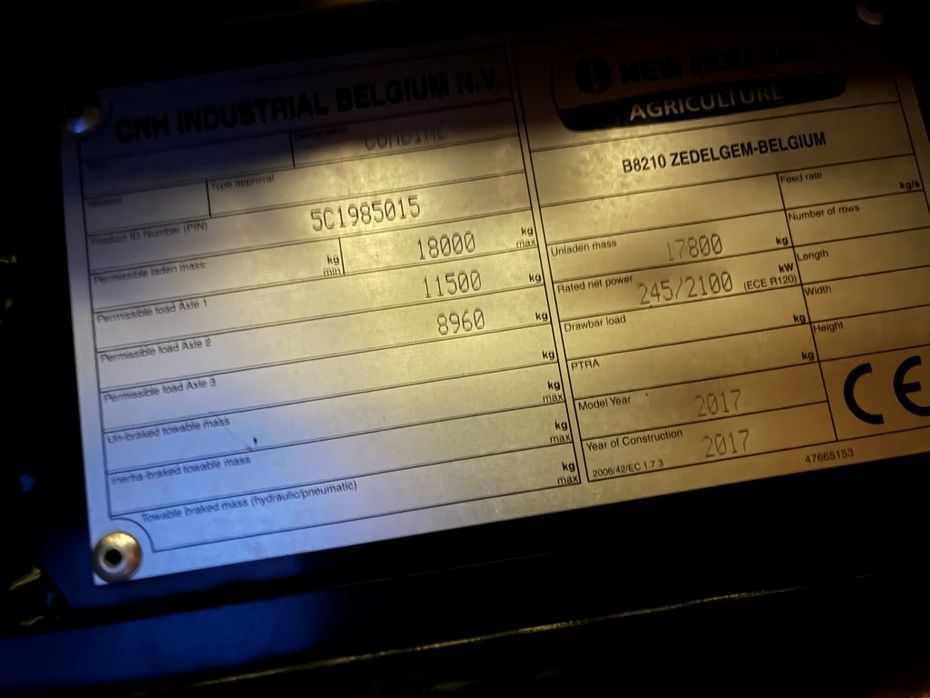 CNH INDUSTRIAL BELGIUM N.V.
Designation COMBINE
Type approval
Product ID Number (PIN) 5C1985015
Permissible laden mass: kg min 18000 kg max
Permissible load Axle 1 11500 kg
Permissible load Axle 2 8960 kg
Permissible load Axle 3 kg
Un-braked towable mass kg max
Inertia-braked towable mass kg max
Towable braked mass (hydraulic/pneumatic) kg max
NEW HOLLAND
AGRICULTURE
B8210 ZEDELGEM-BELGIUM
Feed rate kg/s
Unladen mass 17800 kg
Number of rows
Rated net power 245/2100 kW (ECE R120)
Length
Drawbar load kg
Width
PTRA kg
Height
Model Year 2017
Year of Construction 2017
2006/42/EC 1.7.3
CE
47665153